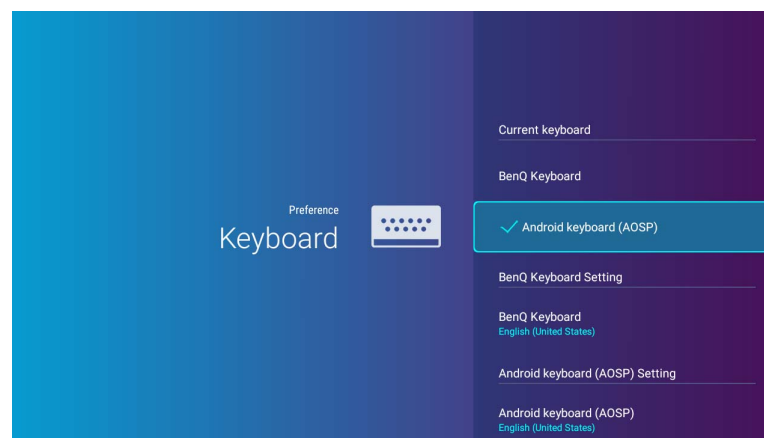 Preference
Keyboard
Current keyboard
BenQ Keyboard
Android keyboard (AOSP)
BenQ Keyboard Setting
BenQ Keyboard
English (United States)
Android keyboard (AOSP) Setting
Android keyboard (AOSP)
English (United States)